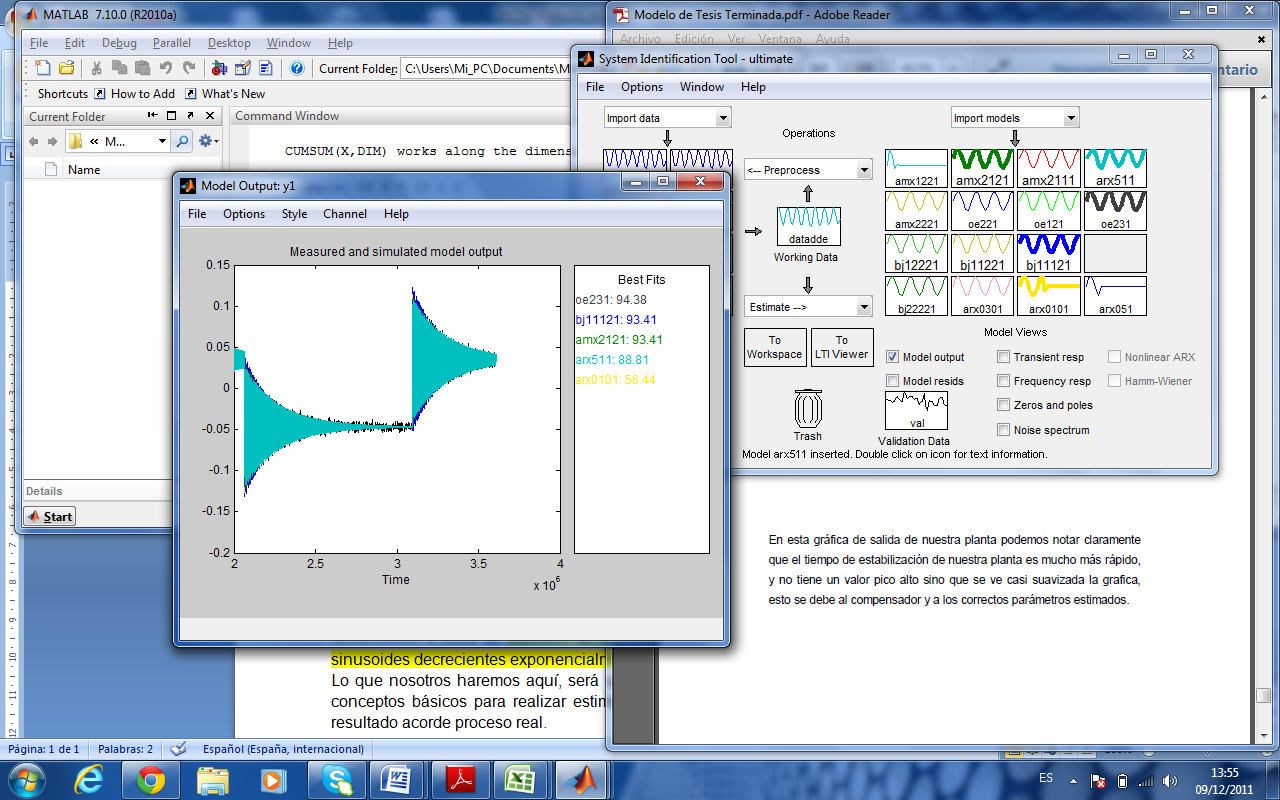 MATLAB 7.10.0 (R2010a)
File Edit Debug Parallel Desktop Window Help
Current Folder: C:\Users\Mi_PC\Documents\M
Shortcuts How to Add What's New
Current Folder
« M...
Name
Details
Start
Command Window
CUMSUM(X,DIM) works along the dimens
Modelo de Tesis Terminada.pdf - Adobe Reader
Archivo Edición Ver Ventana Ayuda
ntario
System Identification Tool - ultimate
File Options Window Help
Import data
Operations
Import models
<-- Preprocess
datadde
Working Data
Estimate -->
To Workspace
To LTI Viewer
Trash
amx1221 amx2121 amx2111 arx511
amx2221 oe221 oe121 oe231
bj12221 bj11221 bj11121
bj22221 arx0301 arx0101 arx051
Model Views
Model output Transient resp Nonlinear ARX
Model resids Frequency resp Hamm-Wiener
Zeros and poles
Noise spectrum
val
Validation Data
Model arx511 inserted. Double click on icon for text information.
Model Output: y1
File Options Style Channel Help
Measured and simulated model output
0.15
0.1
0.05
0
-0.05
-0.1
-0.15
-0.2
2 2.5 3 3.5 4
Time
x 10^6
Best Fits
oe231: 94.38
bj11121: 93.41
amx2121: 93.41
arx511: 88.81
arx0101: 56.44
En esta gráfica de salida de nuestra planta podemos notar claramente
que el tiempo de estabilización de nuestra planta es mucho más rápido,
y no tiene un valor pico alto sino que se ve casi suavizada la grafica,
esto se debe al compensador y a los correctos parámetros estimados.
sinusoides decrecientes exponencialm
Lo que nosotros haremos aquí, será
conceptos básicos para realizar estim
resultado acorde proceso real.
Página: 1 de 1 Palabras: 2 Español (España, internacional)
ES
13:55
09/12/2011